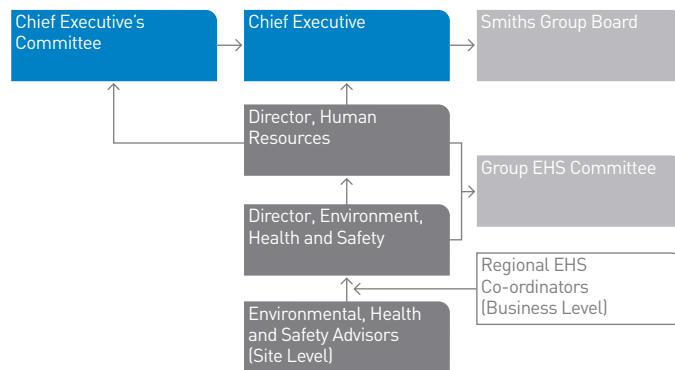 Chief Executive's
Committee
Chief Executive
Smiths Group Board
Director, Human
Resources
Group EHS Committee
Director, Environment,
Health and Safety
Regional EHS
Co-ordinators
(Business Level)
Environmental, Health
and Safety Advisors
(Site Level)